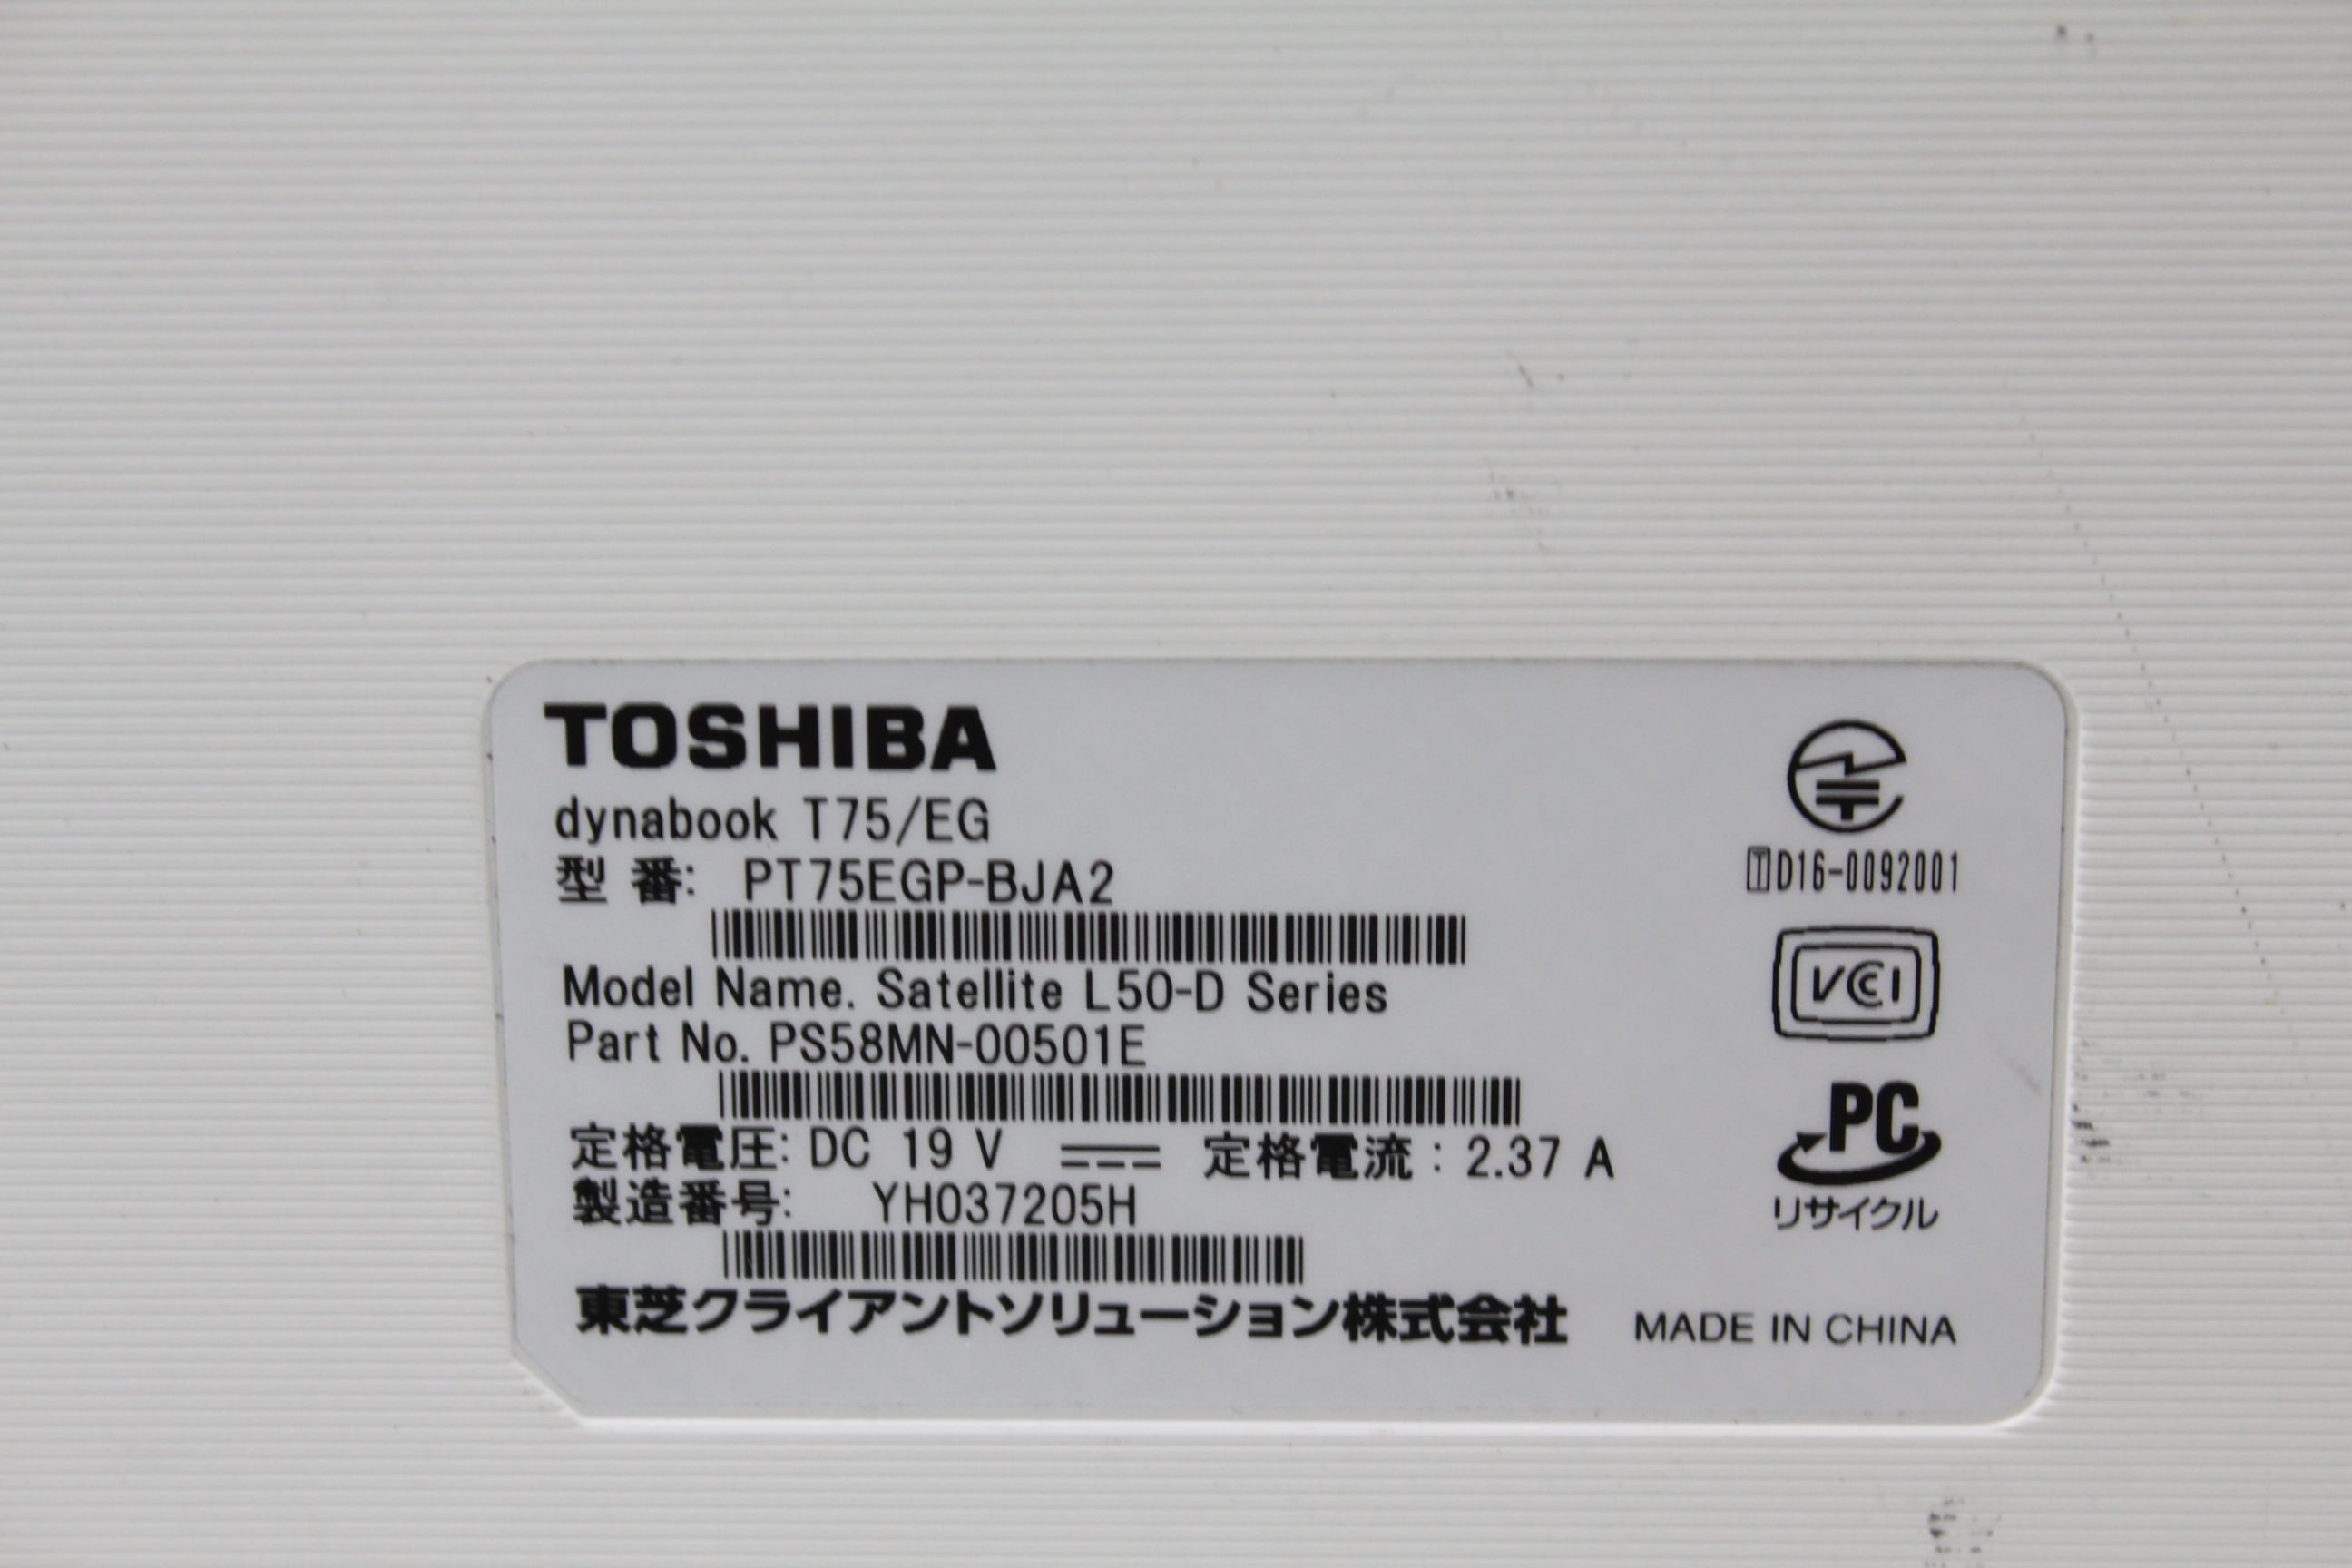 TOSHIBA
dynabook T75/EG
型 番: PT75EGP-BJA2
Model Name. Satellite L50-D Series
Part No. PS58MN-00501E
定格電圧: DC 19 V ⎓ 定格電流 : 2.37 A
製造番号: YH037205H
東芝クライアントソリューション株式会社
MADE IN CHINA
🅃D16-0092001
VCCI
PC
リサイクル